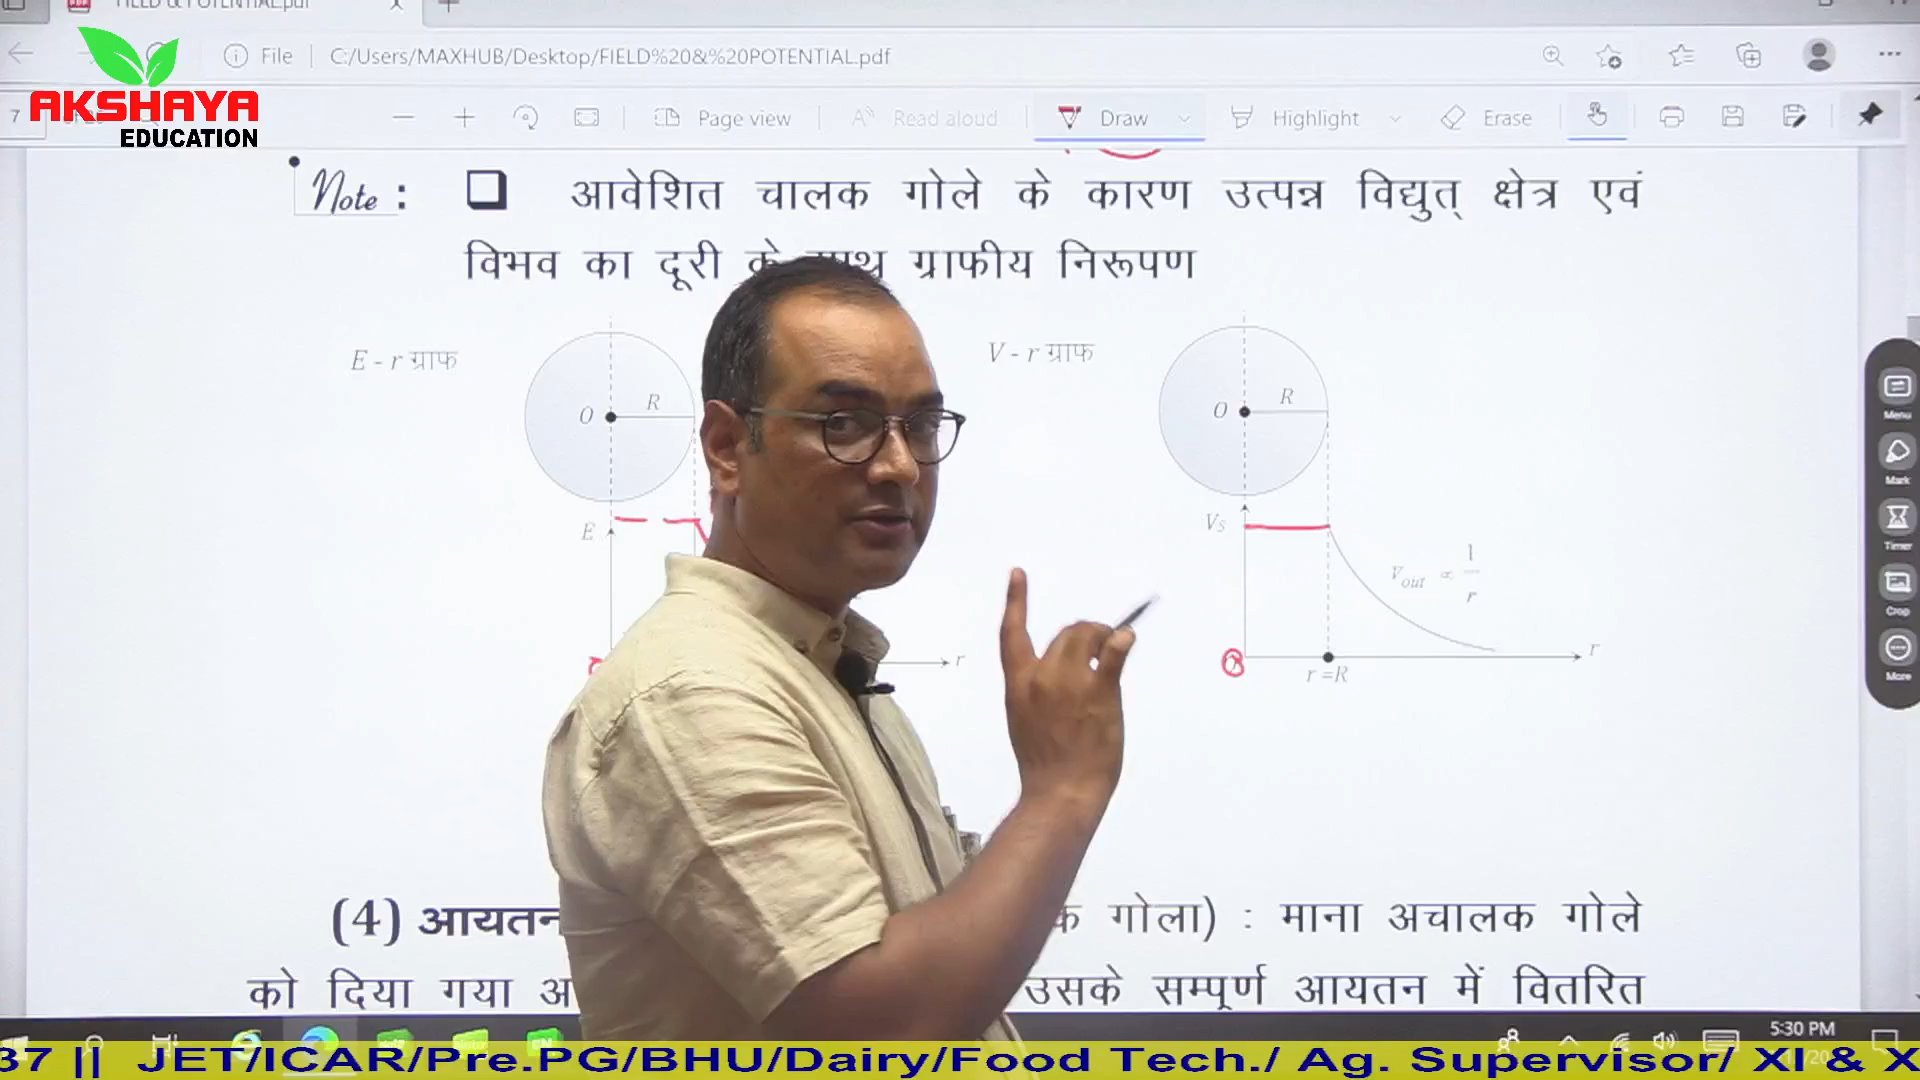 File | C:/Users/MAXHUB/Desktop/FIELD%20&%20POTENTIAL.pdf
AKSHAYA
EDUCATION
7
Page view
Read aloud
Draw
Highlight
Erase
Note : ❑ आवेशित चालक गोले के कारण उत्पन्न विद्युत् क्षेत्र एवं
विभव का दूरी के साथ ग्राफीय निरूपण
E - r ग्राफ
V - r ग्राफ
O R
O R
E
Vs
Vout ∝ 1/r
r
r
r =R
(4) आयतन गोला) : माना अचालक गोले
को दिया गया उसके सम्पूर्ण आयतन में वितरित
Menu
Mark
Timer
Crop
More
5:30 PM
37 || JET/ICAR/Pre.PG/BHU/Dairy/Food Tech./ Ag. Supervisor/ XI & X